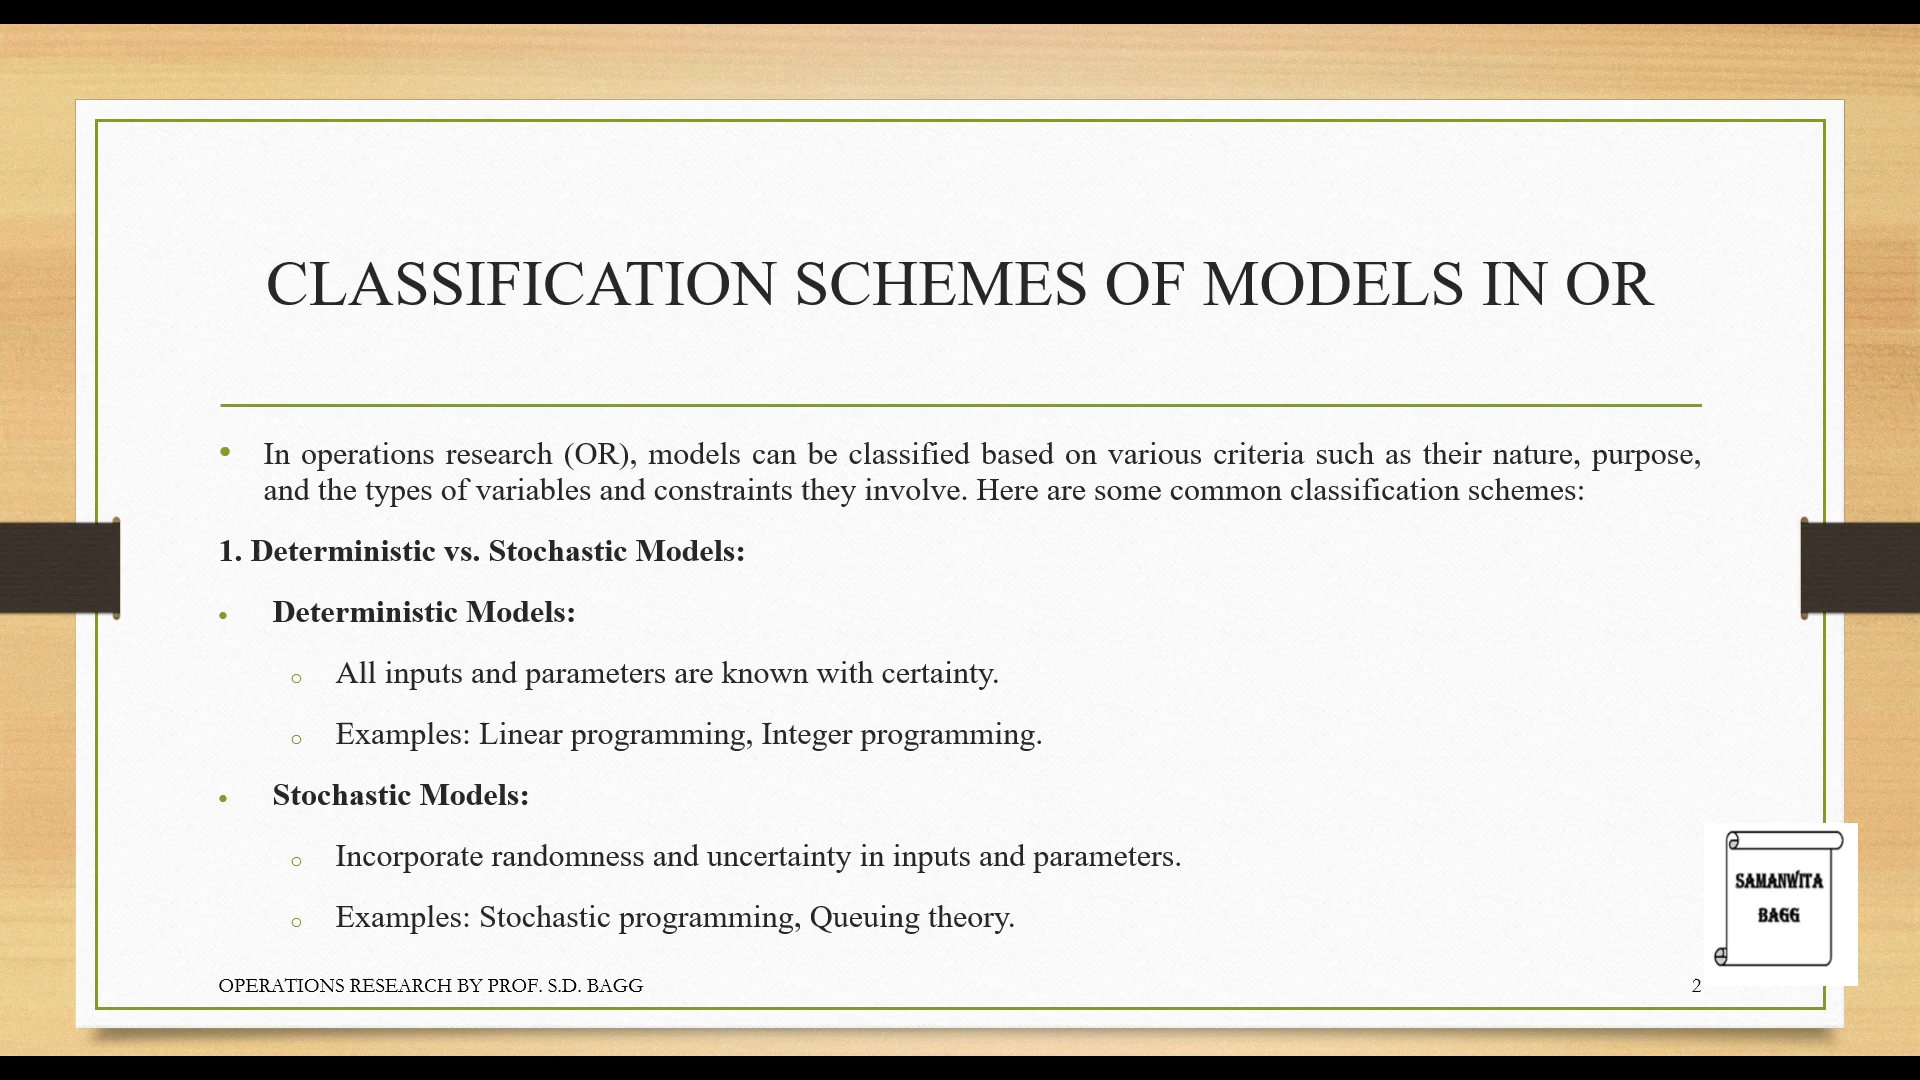 CLASSIFICATION SCHEMES OF MODELS IN OR
• In operations research (OR), models can be classified based on various criteria such as their nature, purpose,
and the types of variables and constraints they involve. Here are some common classification schemes:
1. Deterministic vs. Stochastic Models:
• Deterministic Models:
o All inputs and parameters are known with certainty.
o Examples: Linear programming, Integer programming.
• Stochastic Models:
o Incorporate randomness and uncertainty in inputs and parameters.
o Examples: Stochastic programming, Queuing theory.
SAMANWITA
BAGG
OPERATIONS RESEARCH BY PROF. S.D. BAGG
2